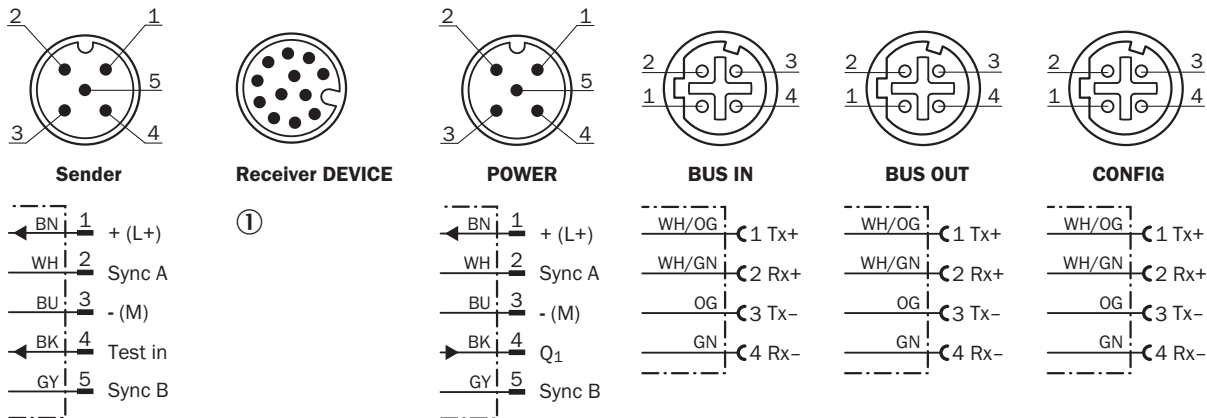 2 1
5
3 4
Sender
BN 1 + (L+)
WH 2 Sync A
BU 3 - (M)
BK 4 Test in
GY 5 Sync B
Receiver DEVICE
①
2 1
5
3 4
POWER
BN 1 + (L+)
WH 2 Sync A
BU 3 - (M)
BK 4 Q₁
GY 5 Sync B
2 3
1 4
BUS IN
WH/OG 1 Tx+
WH/GN 2 Rx+
OG 3 Tx–
GN 4 Rx–
2 3
1 4
BUS OUT
WH/OG 1 Tx+
WH/GN 2 Rx+
OG 3 Tx–
GN 4 Rx–
2 3
1 4
CONFIG
WH/OG 1 Tx+
WH/GN 2 Rx+
OG 3 Tx–
GN 4 Rx–